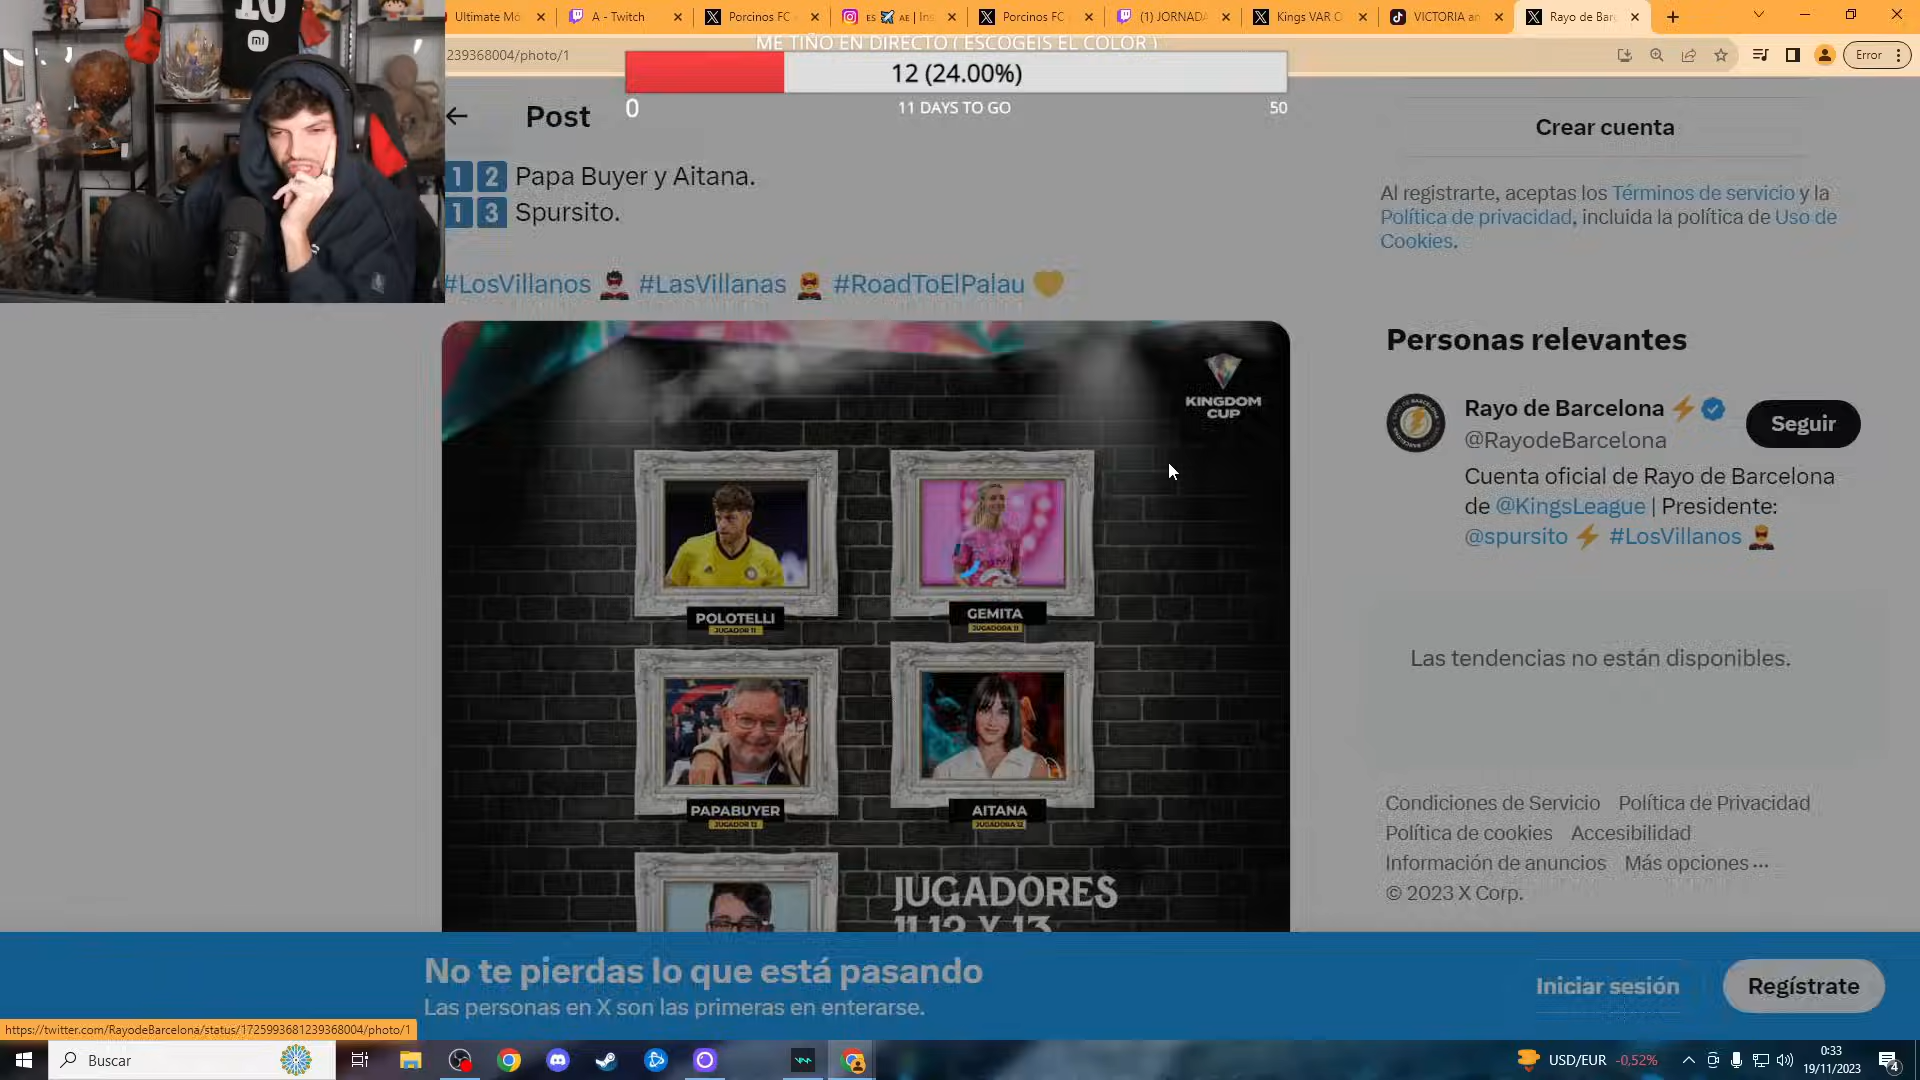 Ultimate Mo
A - Twitch
Porcinos FC
ES AE | Ins
Porcinos FC
(1) JORNADA
Kings VAR C
VICTORIA an
Rayo de Bar
239368004/photo/1
Error
ME TIÑO EN DIRECTO ( ESCOGEIS EL COLOR )
12 (24.00%)
0
11 DAYS TO GO
50
Post
12 Papa Buyer y Aitana.
13 Spursito.
#LosVillanos #LasVillanas #RoadToElPalau
KINGDOM
CUP
POLOTELLI
JUGADOR 11
GEMITA
JUGADORA 11
PAPABUYER
JUGADOR 12
AITANA
JUGADORA 12
JUGADORES
11,12 Y 13
Crear cuenta
Al registrarte, aceptas los Términos de servicio y la
Política de privacidad, incluida la política de Uso de
Cookies.
Personas relevantes
Rayo de Barcelona
@RayodeBarcelona
Seguir
Cuenta oficial de Rayo de Barcelona
de @KingsLeague | Presidente:
@spursito #LosVillanos
Las tendencias no están disponibles.
Condiciones de Servicio Política de Privacidad
Política de cookies Accesibilidad
Información de anuncios Más opciones ···
© 2023 X Corp.
No te pierdas lo que está pasando
Las personas en X son las primeras en enterarse.
Iniciar sesión
Regístrate
https://twitter.com/RayodeBarcelona/status/1725993681239368004/photo/1
Buscar
USD/EUR -0,52%
0:33
19/11/2023
4